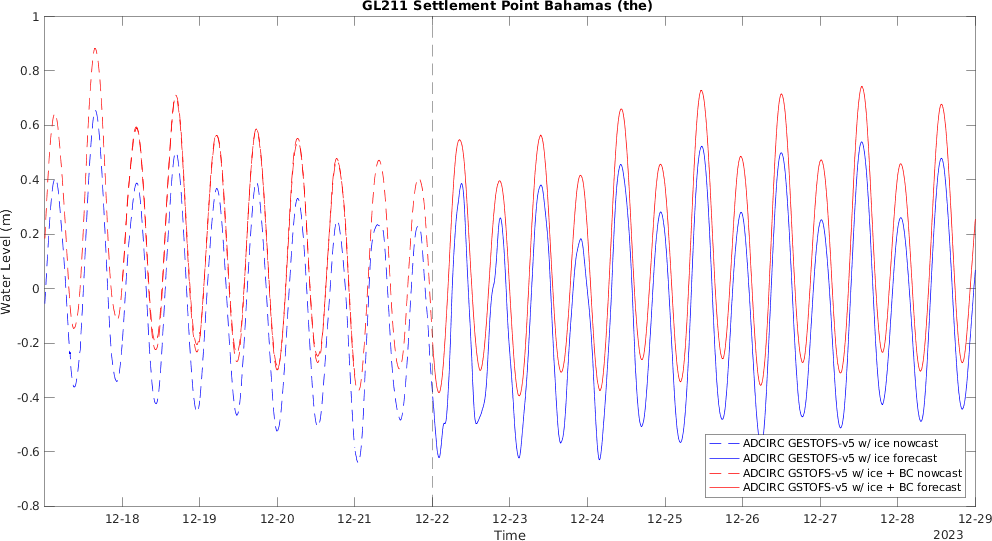 GL211 Settlement Point Bahamas (the)
1
0.8
0.6
0.4
0.2
0
-0.2
-0.4
-0.6
-0.8
Water Level (m)
12-18 12-19 12-20 12-21 12-22 12-23 12-24 12-25 12-26 12-27 12-28 12-29
Time
2023
ADCIRC GESTOFS-v5 w/ ice nowcast
ADCIRC GESTOFS-v5 w/ ice forecast
ADCIRC GSTOFS-v5 w/ ice + BC nowcast
ADCIRC GSTOFS-v5 w/ ice + BC forecast